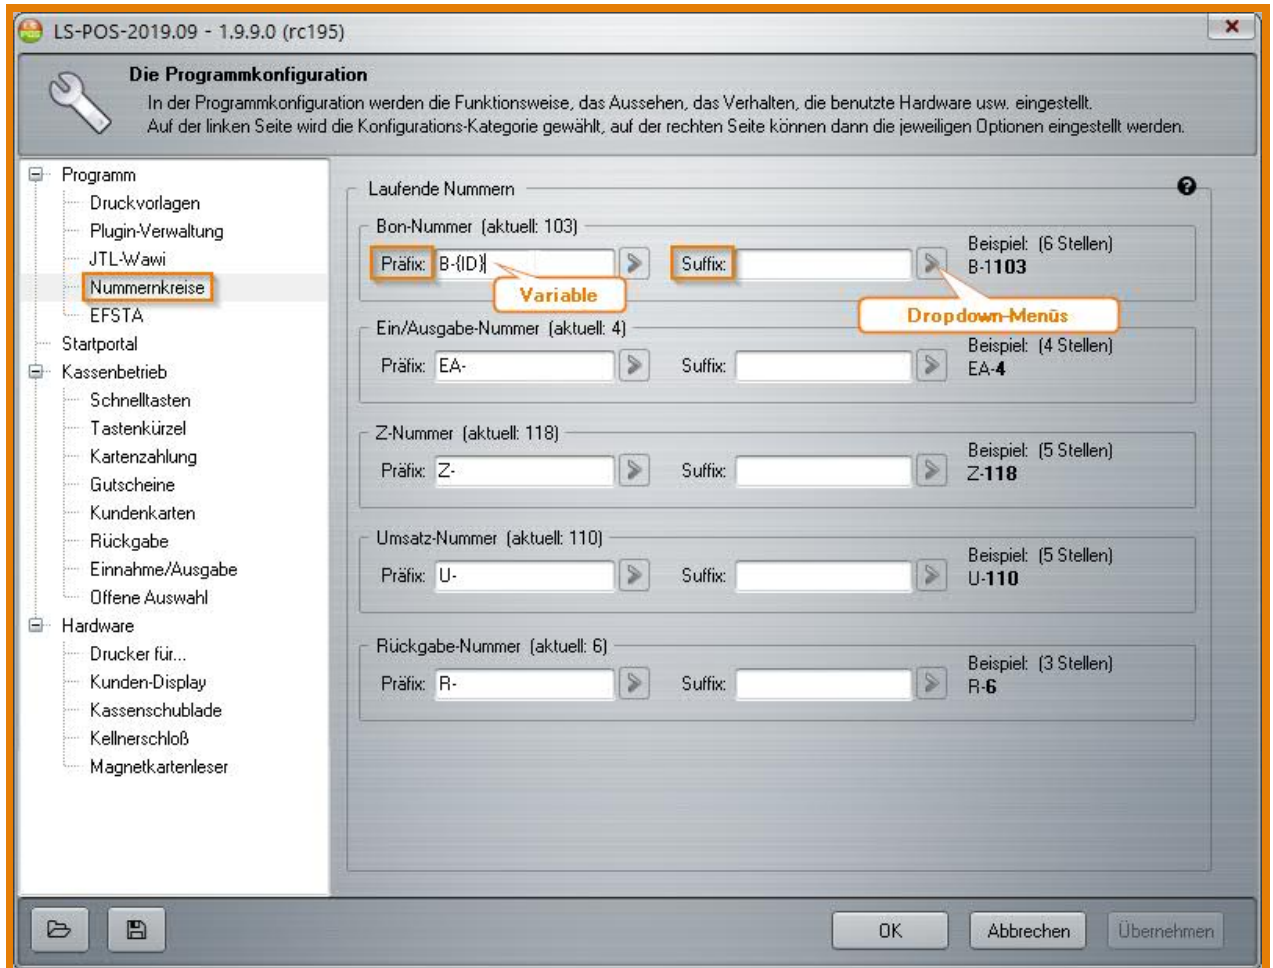 LS-POS-2019.09 - 1.9.9.0 (rc195)
Die Programmkonfiguration
In der Programmkonfiguration werden die Funktionsweise, das Aussehen, das Verhalten, die benutzte Hardware usw. eingestellt.
Auf der linken Seite wird die Konfigurations-Kategorie gewählt, auf der rechten Seite können dann die jeweiligen Optionen eingestellt werden.
Programm
Druckvorlagen
Plugin-Verwaltung
JTL-Wawi
Nummernkreise
EFSTA
Startportal
Kassenbetrieb
Schnelltasten
Tastenkürzel
Kartenzahlung
Gutscheine
Kundenkarten
Rückgabe
Einnahme/Ausgabe
Offene Auswahl
Hardware
Drucker für...
Kunden-Display
Kassenschublade
Kellnerschloß
Magnetkartenleser
Laufende Nummern
Bon-Nummer (aktuell: 103)
Präfix: B-{ID} Suffix: Beispiel: (6 Stellen)
B-1103
Variable
Dropdown-Menüs
Ein/Ausgabe-Nummer (aktuell: 4)
Präfix: EA- Suffix: Beispiel: (4 Stellen)
EA-4
Z-Nummer (aktuell: 118)
Präfix: Z- Suffix: Beispiel: (5 Stellen)
Z-118
Umsatz-Nummer (aktuell: 110)
Präfix: U- Suffix: Beispiel: (5 Stellen)
U-110
Rückgabe-Nummer (aktuell: 6)
Präfix: R- Suffix: Beispiel: (3 Stellen)
R-6
OK Abbrechen Übernehmen